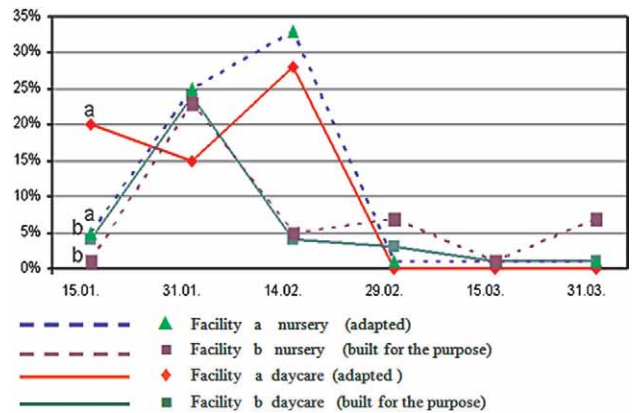 35%
30%
25%
20%
15%
10%
5%
0%
a
a
b
b
15.01. 31.01. 14.02. 29.02. 15.03. 31.03.
Facility a nursery (adapted)
Facility b nursery (built for the purpose)
Facility a daycare (adapted )
Facility b daycare (built for the purpose)